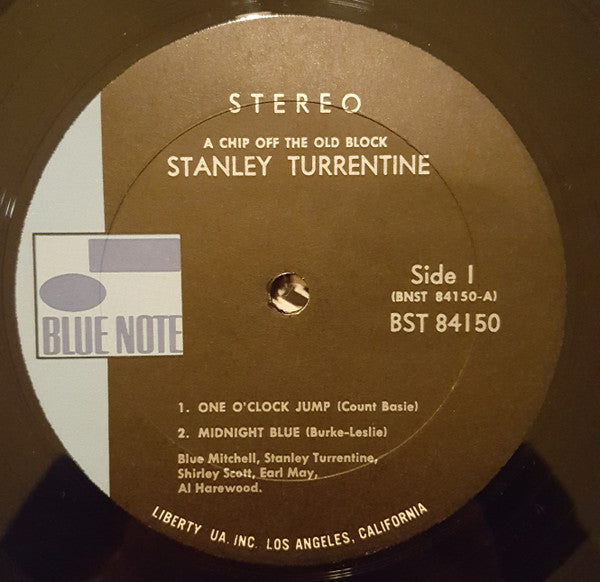 STEREO
A CHIP OFF THE OLD BLOCK
STANLEY TURRENTINE
Side 1
(BNST 84150-A)
BST 84150
BLUE NOTE
1. ONE O'CLOCK JUMP (Count Basie)
2. MIDNIGHT BLUE (Burke-Leslie)
Blue Mitchell, Stanley Turrentine,
Shirley Scott, Earl May,
Al Harewood.
LIBERTY UA. INC. LOS ANGELES, CALIFORNIA